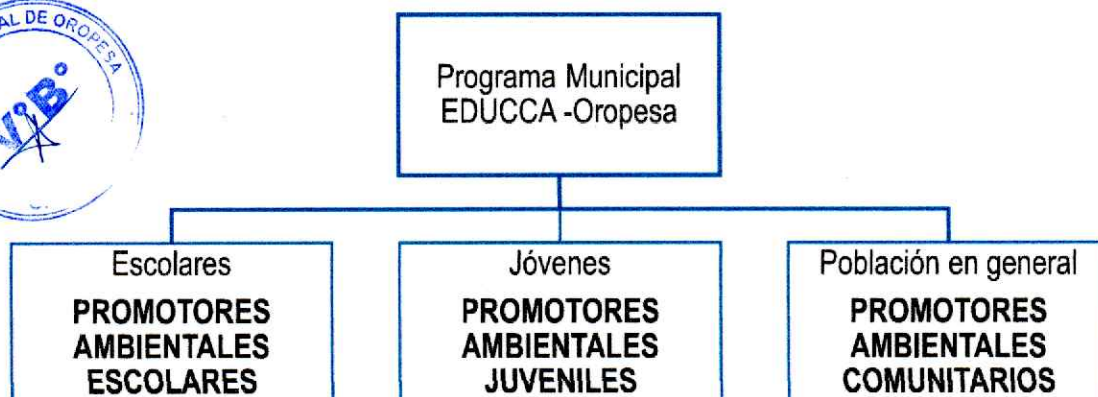 AL DE OROPESA
V°B°
Programa Municipal
EDUCCA -Oropesa
Escolares
PROMOTORES
AMBIENTALES
ESCOLARES
Jóvenes
PROMOTORES
AMBIENTALES
JUVENILES
Población en general
PROMOTORES
AMBIENTALES
COMUNITARIOS